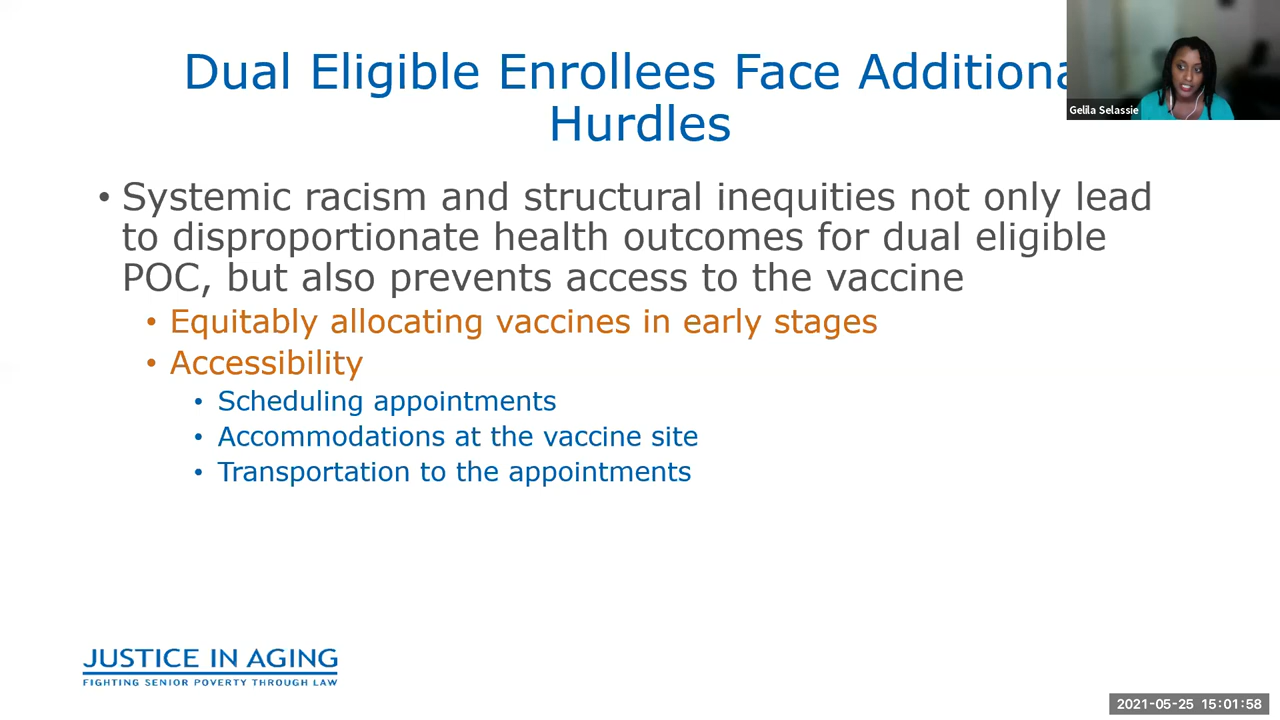 Dual Eligible Enrollees Face Additiona
Hurdles
Gelila Selassie
• Systemic racism and structural inequities not only lead
to disproportionate health outcomes for dual eligible
POC, but also prevents access to the vaccine
• Equitably allocating vaccines in early stages
• Accessibility
• Scheduling appointments
• Accommodations at the vaccine site
• Transportation to the appointments
JUSTICE IN AGING
FIGHTING SENIOR POVERTY THROUGH LAW
2021-05-25 15:01:58